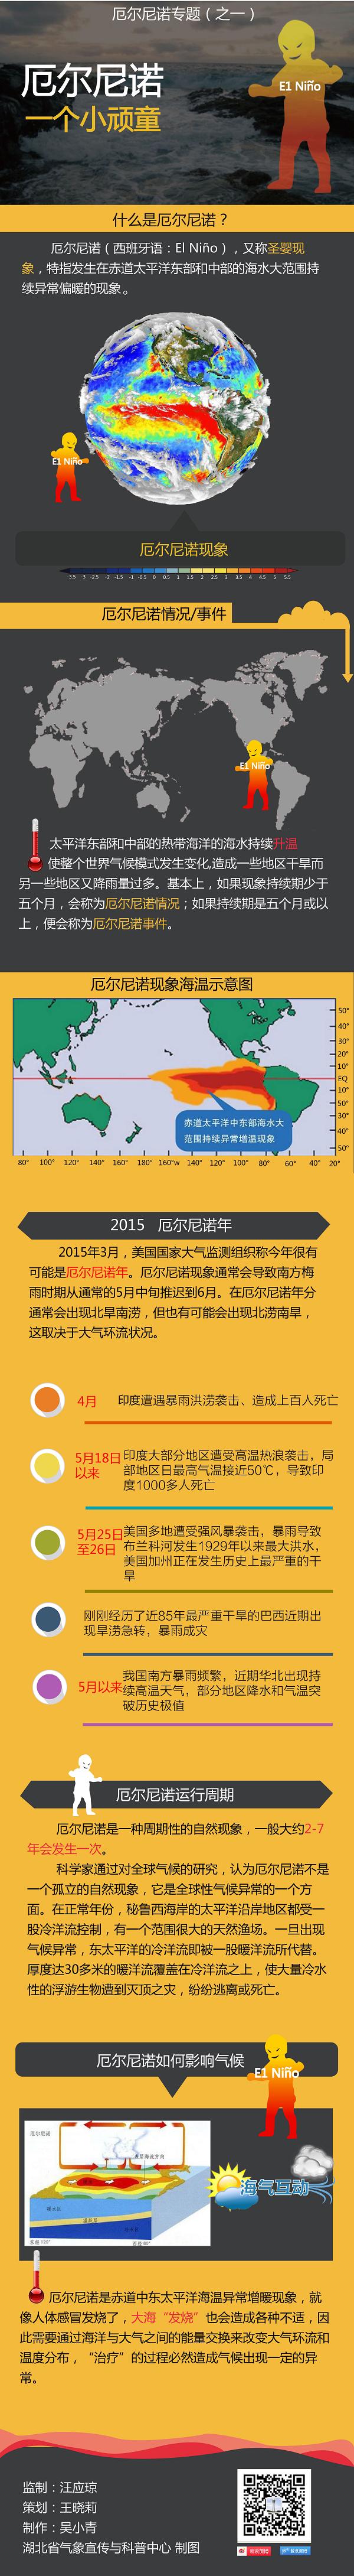 厄尔尼诺专题（之一）
厄尔尼诺
一个小顽童
E1 Niño
什么是厄尔尼诺？
厄尔尼诺（西班牙语：El Niño），又称圣婴现
象，特指发生在赤道太平洋东部和中部的海水大范围持
续异常偏暖的现象。
E1 Niño
厄尔尼诺现象
-3.5 -3 -2.5 -2 -1.5 -1 -0.5 0 0.5 1 1.5 2 2.5 3 3.5 4 4.5 5 5.5
厄尔尼诺情况/事件
E1 Niño
太平洋东部和中部的热带海洋的海水持续升温
使整个世界气候模式发生变化,造成一些地区干旱而
另一些地区又降雨量过多。基本上，如果现象持续期少于
五个月，会称为厄尔尼诺情况；如果持续期是五个月或以
上，便会称为厄尔尼诺事件。
厄尔尼诺现象海温示意图
50°
40°
30°
20°
10°
EQ
10°
50°
30°
40°
50°
赤道太平洋中东部海水大
范围持续异常增温现象
80° 100° 120° 140° 160° 180° 160°w 140° 120° 100° 80° 60° 40° 20°
2015 厄尔尼诺年
2015年3月，美国国家大气监测组织称今年很有
可能是厄尔尼诺年。厄尔尼诺现象通常会导致南方梅
雨时期从通常的5月中旬推迟到6月。在厄尔尼诺年分
通常会出现北旱南涝，但也有可能会出现北涝南旱，
这取决于大气环流状况。
4月 印度遭遇暴雨洪涝袭击、造成上百人死亡
5月18日
以来
印度大部分地区遭受高温热浪袭击，局
部地区日最高气温接近50℃，导致印
度1000多人死亡
5月25日
至26日
美国多地遭受强风暴袭击，暴雨导致
布兰科河发生1929年以来最大洪水，
美国加州正在发生历史上最严重的干
旱
刚刚经历了近85年最严重干旱的巴西近期出
现旱涝急转，暴雨成灾
5月以来
我国南方暴雨频繁，近期华北出现持
续高温天气，部分地区降水和气温突
破历史极值
厄尔尼诺运行周期
厄尔尼诺是一种周期性的自然现象，一般大约2-7
年会发生一次。
科学家通过对全球气候的研究，认为厄尔尼诺不是
一个孤立的自然现象，它是全球性气候异常的一个方
面。在正常年份，秘鲁西海岸的太平洋沿岸地区都受一
股冷洋流控制，有一个范围很大的天然渔场。一旦出现
气候异常，东太平洋的冷洋流即被一股暖洋流所代替。
厚度达30多米的暖洋流覆盖在冷洋流之上，使大量冷水
性的浮游生物遭到灭顶之灾，纷纷逃离或死亡。
厄尔尼诺如何影响气候
E1 Niño
厄尔尼诺
海气互动
厄尔尼诺是赤道中东太平洋海温异常增暖现象，就
像人体感冒发烧了，大海“发烧”也会造成各种不适，因
此需要通过海洋与大气之间的能量交换来改变大气环流和
温度分布，“治疗”的过程必然造成气候出现一定的异
常。
监制：汪应琼
策划：王晓莉
制作：吴小青
湖北省气象宣传与科普中心 制图